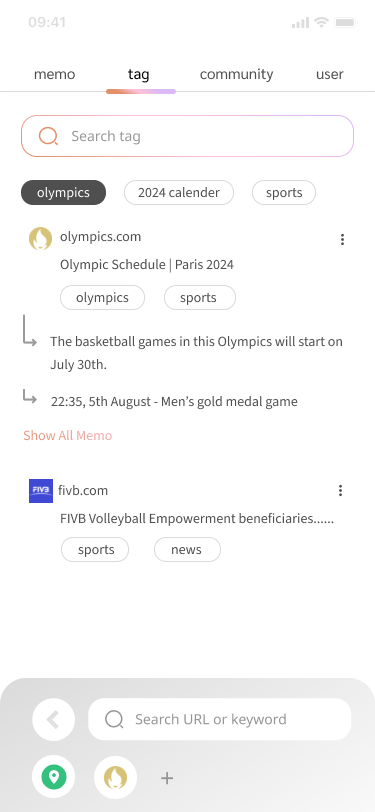 09:41
memo tag community user
Search tag
olympics 2024 calender sports
olympics.com
Olympic Schedule | Paris 2024
olympics sports
The basketball games in this Olympics will start on
July 30th.
22:35, 5th August - Men's gold medal game
Show All Memo
FIVB fivb.com
FIVB Volleyball Empowerment beneficiaries......
sports news
Search URL or keyword